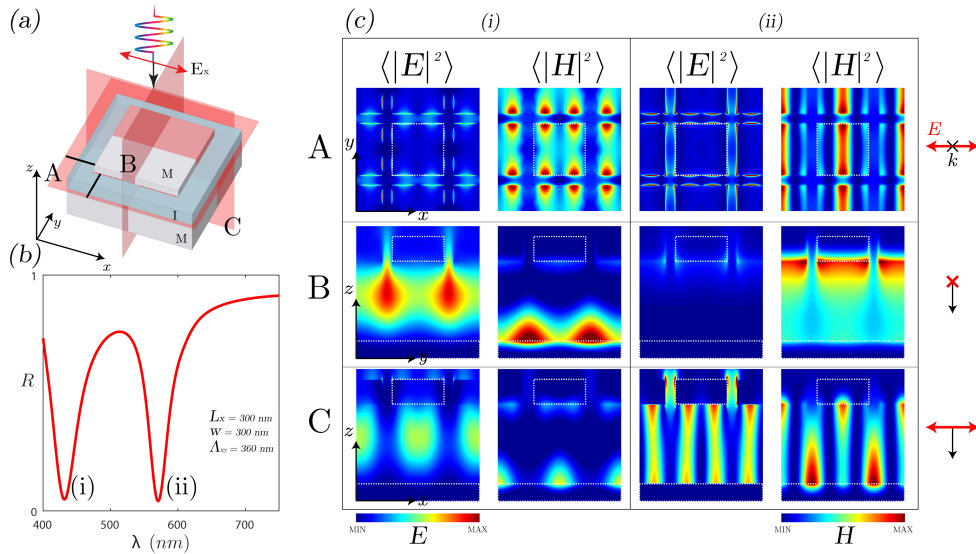 (a)
Eₓ
z
A
B
M
I
M
C
y
x
(b)
1
R
0
400
500
600
700
λ (nm)
(i)
(ii)
Lx = 300 nm
w = 300 nm
Λxy = 360 nm
(c)
(i)
(ii)
⟨|E|²⟩
⟨|H|²⟩
⟨|E|²⟩
⟨|H|²⟩
A
y
x
E
k
B
z
y
C
z
x
MIN
MAX
E
MIN
MAX
H